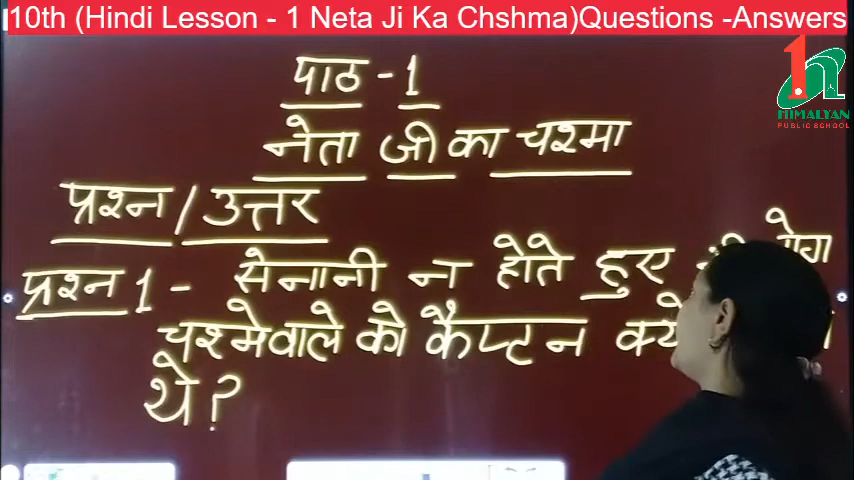 10th (Hindi Lesson - 1 Neta Ji Ka Chshma)Questions -Answers
HIMALYAN
PUBLIC SCHOOL
पाठ - 1
नेता जी का चश्मा
प्रश्न / उत्तर
प्रश्न 1 - सेनानी न होते हुए
चश्मेवाले को कैप्टन
थे?